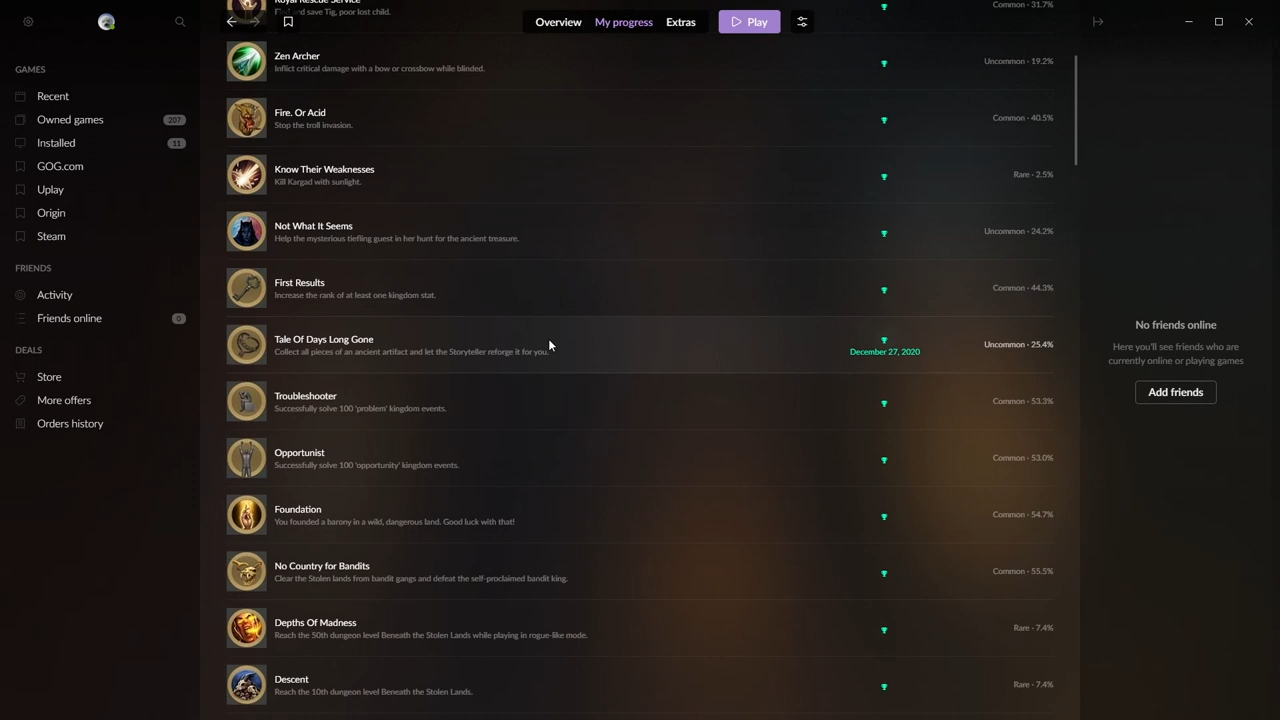 Royal Rescue Service
Find and save Tig, poor lost child.
Common · 31.7%
Overview
My progress
Extras
Play
GAMES
Recent
Owned games
207
Installed
11
GOG.com
Uplay
Origin
Steam
FRIENDS
Activity
Friends online
0
DEALS
Store
More offers
Orders history
Zen Archer
Inflict critical damage with a bow or crossbow while blinded.
Uncommon · 19.2%
Fire. Or Acid
Stop the troll invasion.
Common · 40.5%
Know Their Weaknesses
Kill Kargad with sunlight.
Rare · 2.5%
Not What It Seems
Help the mysterious tiefling guest in her hunt for the ancient treasure.
Uncommon · 24.2%
First Results
Increase the rank of at least one kingdom stat.
Common · 44.3%
Tale Of Days Long Gone
Collect all pieces of an ancient artifact and let the Storyteller reforge it for you.
December 27, 2020
Uncommon · 25.4%
Troubleshooter
Successfully solve 100 'problem' kingdom events.
Common · 53.3%
Opportunist
Successfully solve 100 'opportunity' kingdom events.
Common · 53.0%
Foundation
You founded a barony in a wild, dangerous land. Good luck with that!
Common · 54.7%
No Country for Bandits
Clear the Stolen lands from bandit gangs and defeat the self-proclaimed bandit king.
Common · 55.5%
Depths Of Madness
Reach the 50th dungeon level Beneath the Stolen Lands while playing in rogue-like mode.
Rare · 7.4%
Descent
Reach the 10th dungeon level Beneath the Stolen Lands.
Rare · 7.4%
No friends online
Here you'll see friends who are
currently online or playing games
Add friends